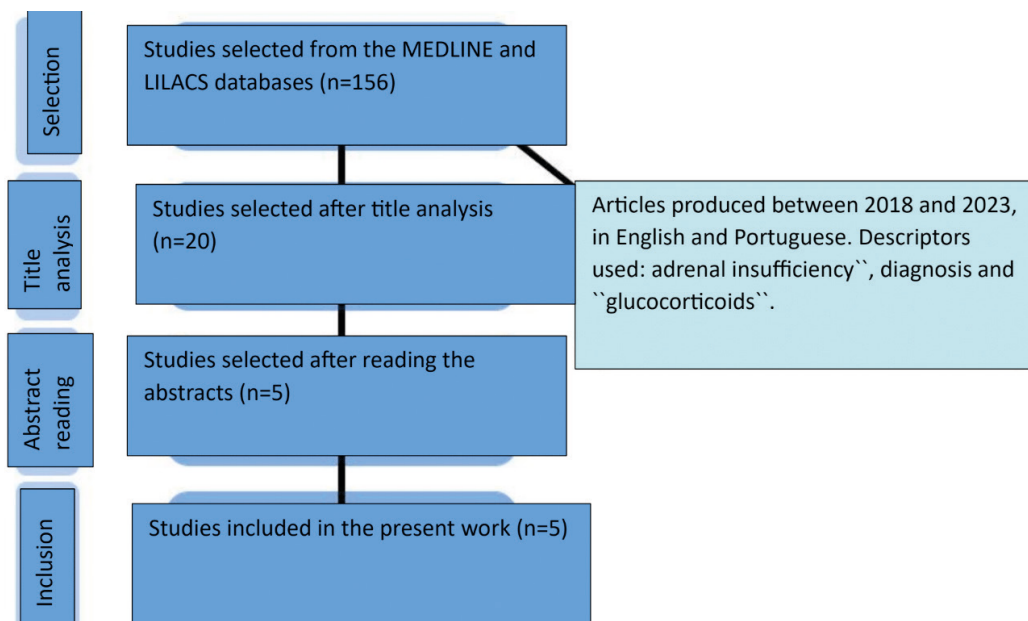 Selection
Studies selected from the MEDLINE and
LILACS databases (n=156)
Title
analysis
Studies selected after title analysis
(n=20)
Articles produced between 2018 and 2023,
in English and Portuguese. Descriptors
used: adrenal insufficiency``, diagnosis and
``glucocorticoids``.
Abstract
reading
Studies selected after reading the
abstracts (n=5)
Inclusion
Studies included in the present work (n=5)